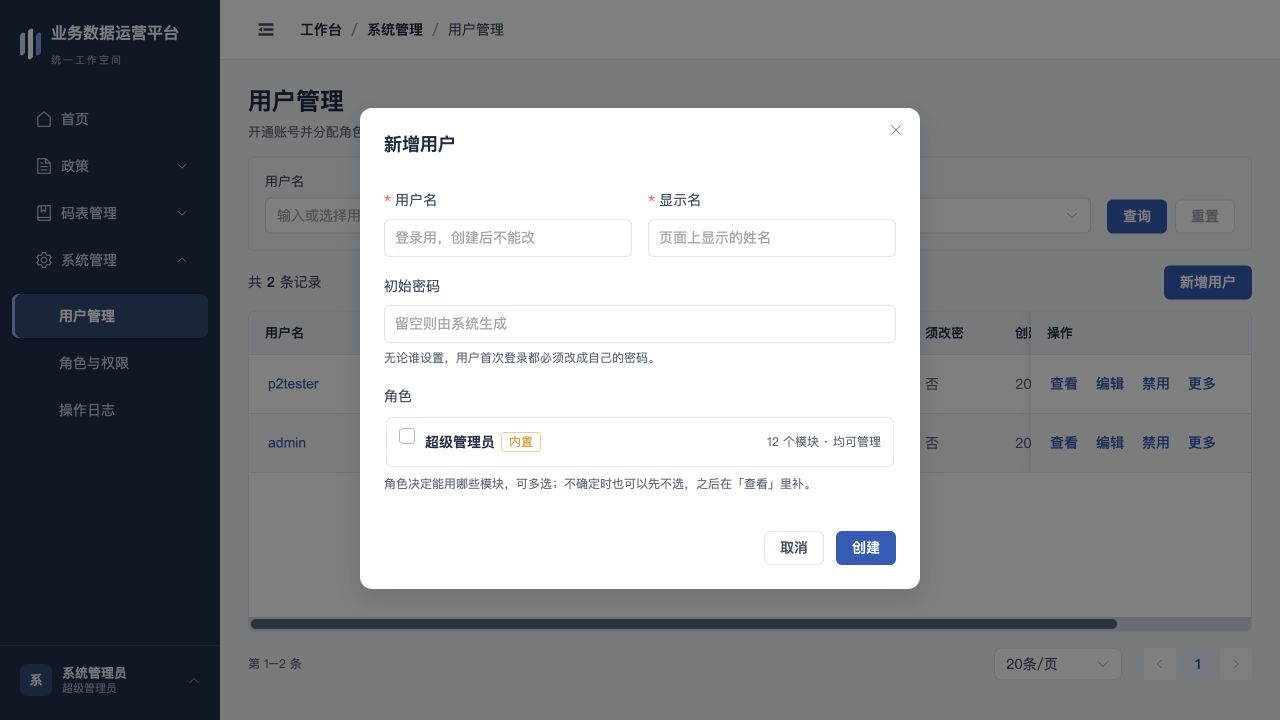 业务数据运营平台
统一工作空间
首页
政策
码表管理
系统管理
用户管理
角色与权限
操作日志
系
系统管理员
超级管理员
工作台 / 系统管理 / 用户管理
用户管理
开通账号并分配角色
用户名
输入或选择用
查询
重置
共 2 条记录
新增用户
用户名
须改密
创建
操作
p2tester
否
20
查看 编辑 禁用 更多
admin
否
20
查看 编辑 禁用 更多
第 1–2 条
20条/页
1
新增用户
* 用户名
* 显示名
登录用，创建后不能改
页面上显示的姓名
初始密码
留空则由系统生成
无论谁设置，用户首次登录都必须改成自己的密码。
角色
超级管理员 内置
12 个模块 · 均可管理
角色决定能用哪些模块，可多选；不确定时也可以先不选，之后在「查看」里补。
取消
创建